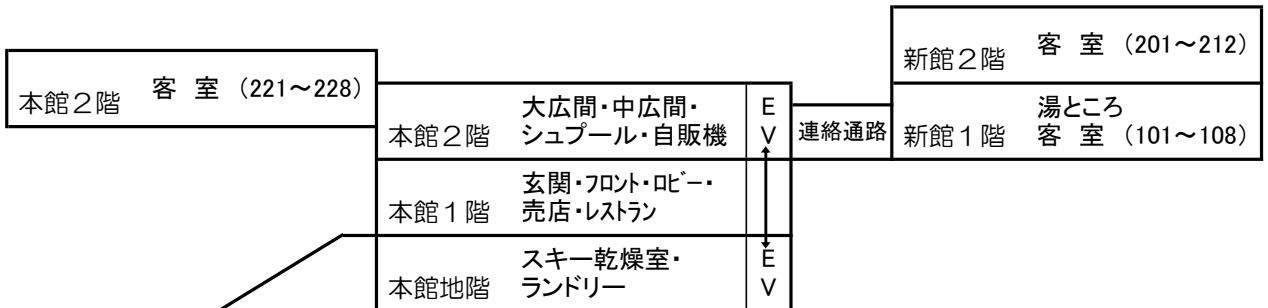 新館2階 客 室 (201~212)
本館2階 客 室 (221~228)
本館2階
大広間・中広間・
シュプール・自販機
E
V
連絡通路
新館1階
湯ところ
客 室 (101~108)
本館1階
玄関・フロント・ロビー・
売店・レストラン
本館地階
スキー乾燥室・
ランドリー
E
V